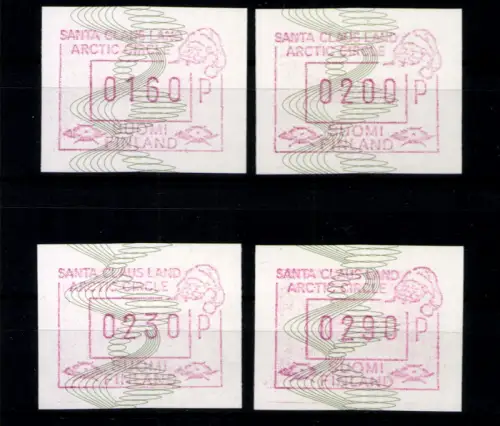 SANTA CLAUS LAND
ARCTIC CIRCLE
0160 P
SUOMI
FINLAND
SANTA CLAUS LAND
ARCTIC CIRCLE
0200 P
SUOMI
FINLAND
SANTA CLAUS LAND
ARCTIC CIRCLE
0230 P
SUOMI
FINLAND
SANTA CLAUS LAND
ARCTIC CIRCLE
0290 P
SUOMI
FINLAND